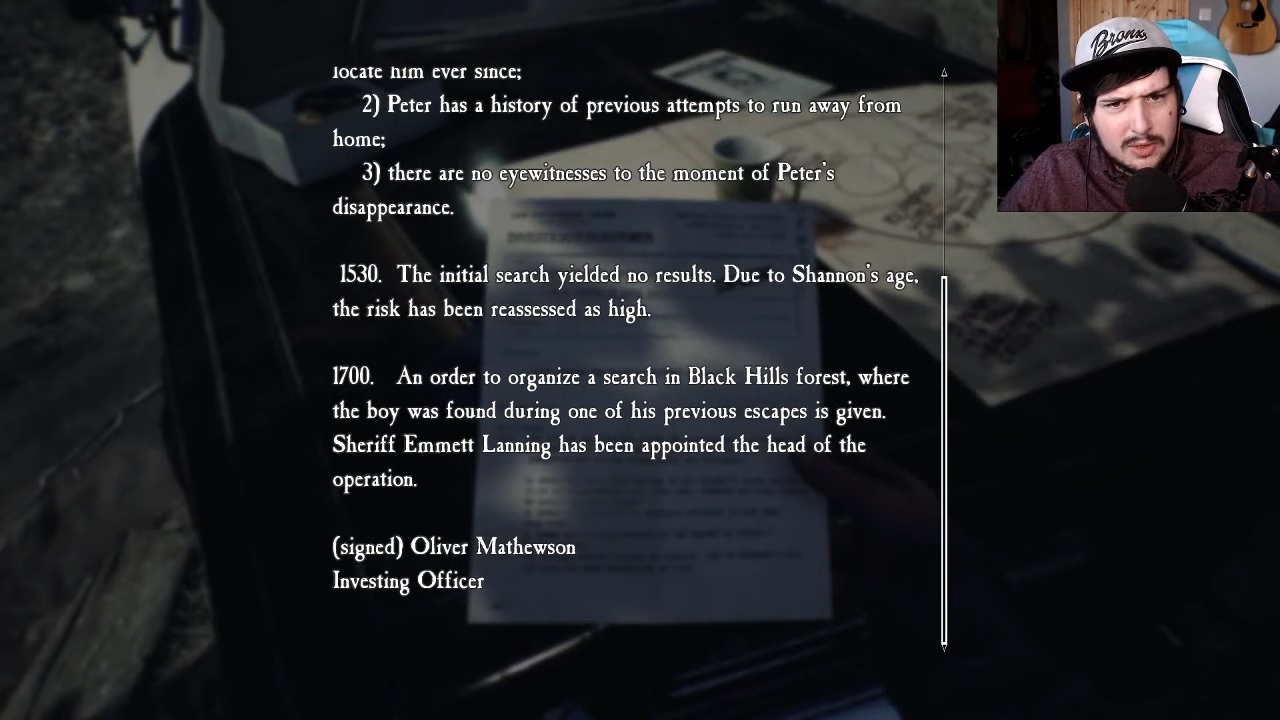 locate him ever since;
2) Peter has a history of previous attempts to run away from
home;
3) there are no eyewitnesses to the moment of Peter's
disappearance.
1530. The initial search yielded no results. Due to Shannon's age,
the risk has been reassessed as high.
1700. An order to organize a search in Black Hills forest, where
the boy was found during one of his previous escapes is given.
Sheriff Emmett Lanning has been appointed the head of the
operation.
(signed) Oliver Mathewson
Investing Officer
Bronx